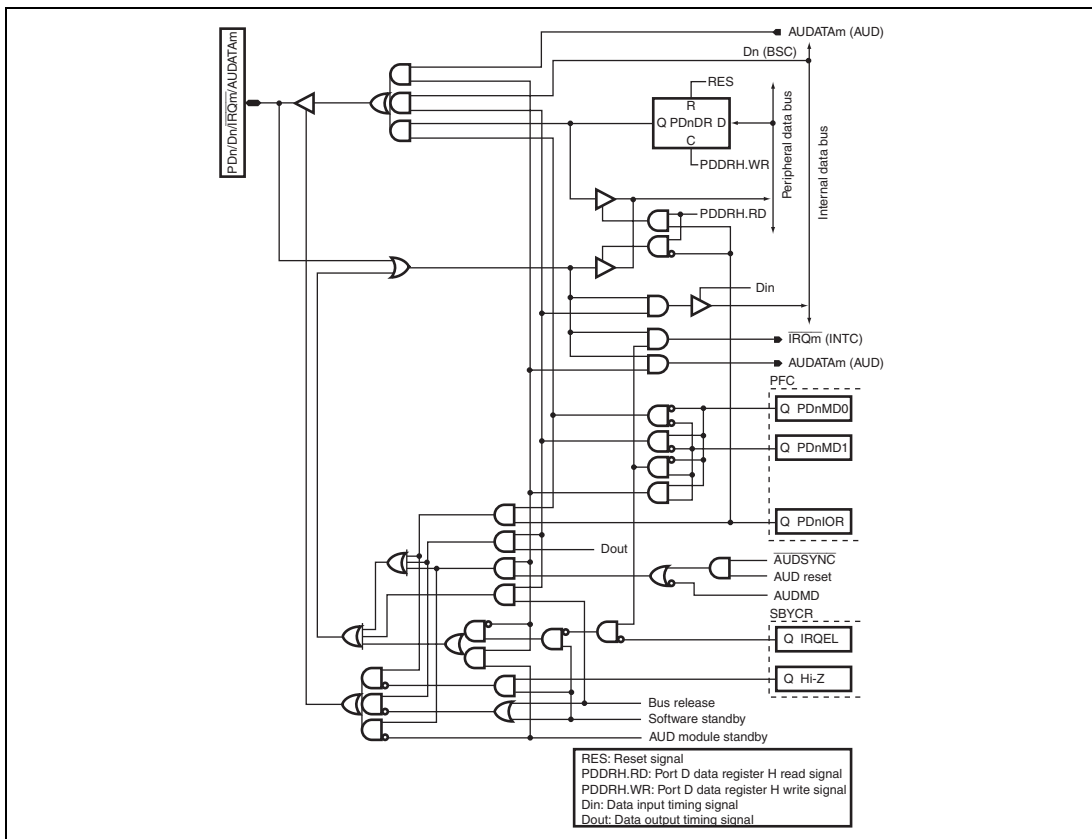 PDn/Dn/I̅R̅Q̅m̅/AUDATAm
AUDATAm (AUD)
Dn (BSC)
RES
R
Q PDnDR D
C
PDDRH.WR
Peripheral data bus
Internal data bus
PDDRH.RD
Din
I̅R̅Q̅m̅ (INTC)
AUDATAm (AUD)
PFC
Q PDnMD0
Q PDnMD1
Q PDnIOR
Dout
A̅U̅D̅S̅Y̅N̅C̅
AUD reset
AUDMD
SBYCR
Q IRQEL
Q Hi-Z
Bus release
Software standby
AUD module standby
RES: Reset signal
PDDRH.RD: Port D data register H read signal
PDDRH.WR: Port D data register H write signal
Din: Data input timing signal
Dout: Data output timing signal